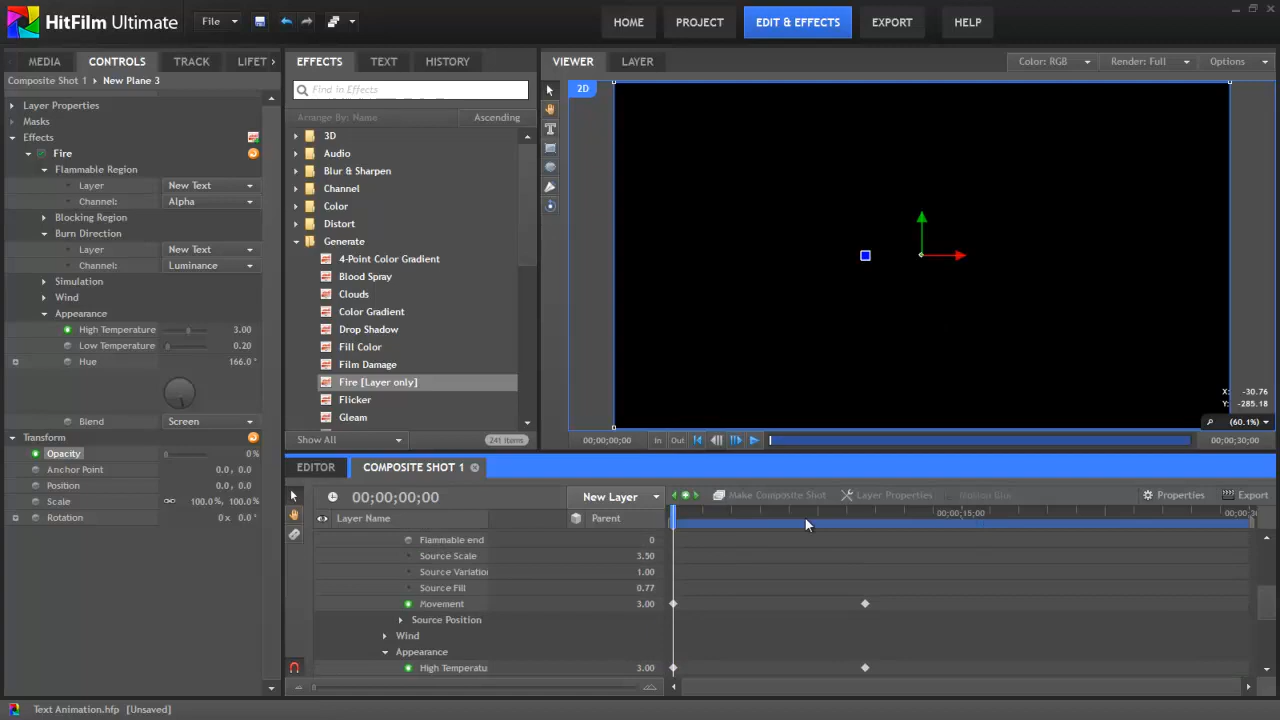 HitFilm Ultimate
File
HOME
PROJECT
EDIT & EFFECTS
EXPORT
HELP
MEDIA
CONTROLS
TRACK
LIFET
Composite Shot 1 New Plane 3
Layer Properties
Masks
Effects
Fire
Flammable Region
Layer New Text
Channel: Alpha
Blocking Region
Burn Direction
Layer New Text
Channel: Luminance
Simulation
Wind
Appearance
High Temperature 3.00
Low Temperature 0.20
Hue 166.0°
Blend Screen
Transform
Opacity 0%
Anchor Point 0.0, 0.0
Position 0.0, 0.0
Scale 100.0%, 100.0%
Rotation 0x 0.0°
EFFECTS
TEXT
HISTORY
Find in Effects
Arrange By: Name Ascending
3D
Audio
Blur & Sharpen
Channel
Color
Distort
Generate
4-Point Color Gradient
Blood Spray
Clouds
Color Gradient
Drop Shadow
Fill Color
Film Damage
Fire [Layer only]
Flicker
Gleam
Show All 241 Items
VIEWER
LAYER
Color: RGB
Render: Full
Options
2D
X: -30.76
Y: -285.18
(60.1%)
00;00;00;00
In
Out
00;00;30;00
EDITOR
COMPOSITE SHOT 1
00;00;00;00
New Layer
Make Composite Shot
Layer Properties
Motion Blur
Properties
Export
Layer Name
Parent
00;00;15;00
Flammable end 0
Source Scale 3.50
Source Variation 1.00
Source Fill 0.77
Movement 3.00
Source Position
Wind
Appearance
High Temperatu 3.00
Text Animation.hfp [Unsaved]